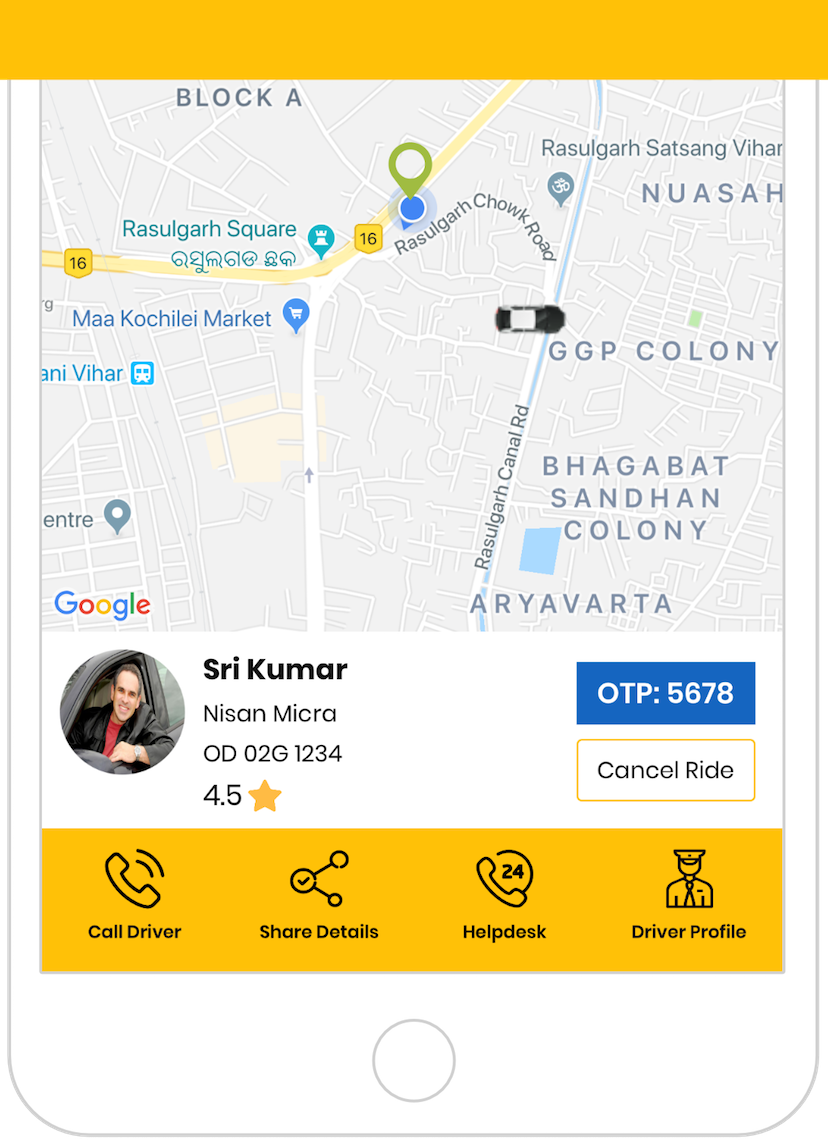 BLOCK A
Rasulgarh Satsang Vihar
NUASAH
Rasulgarh Chowk Road
Rasulgarh Square
ରସୁଲଗଡ ଛକ
16
16
rg
Maa Kochilei Market
GGP COLONY
ani Vihar
Rasulgarh Canal Rd
BHAGABAT
SANDHAN
COLONY
entre
ARYAVARTA
Google
Sri Kumar
Nisan Micra
OD 02G 1234
4.5
OTP: 5678
Cancel Ride
Call Driver
Share Details
24
Helpdesk
Driver Profile